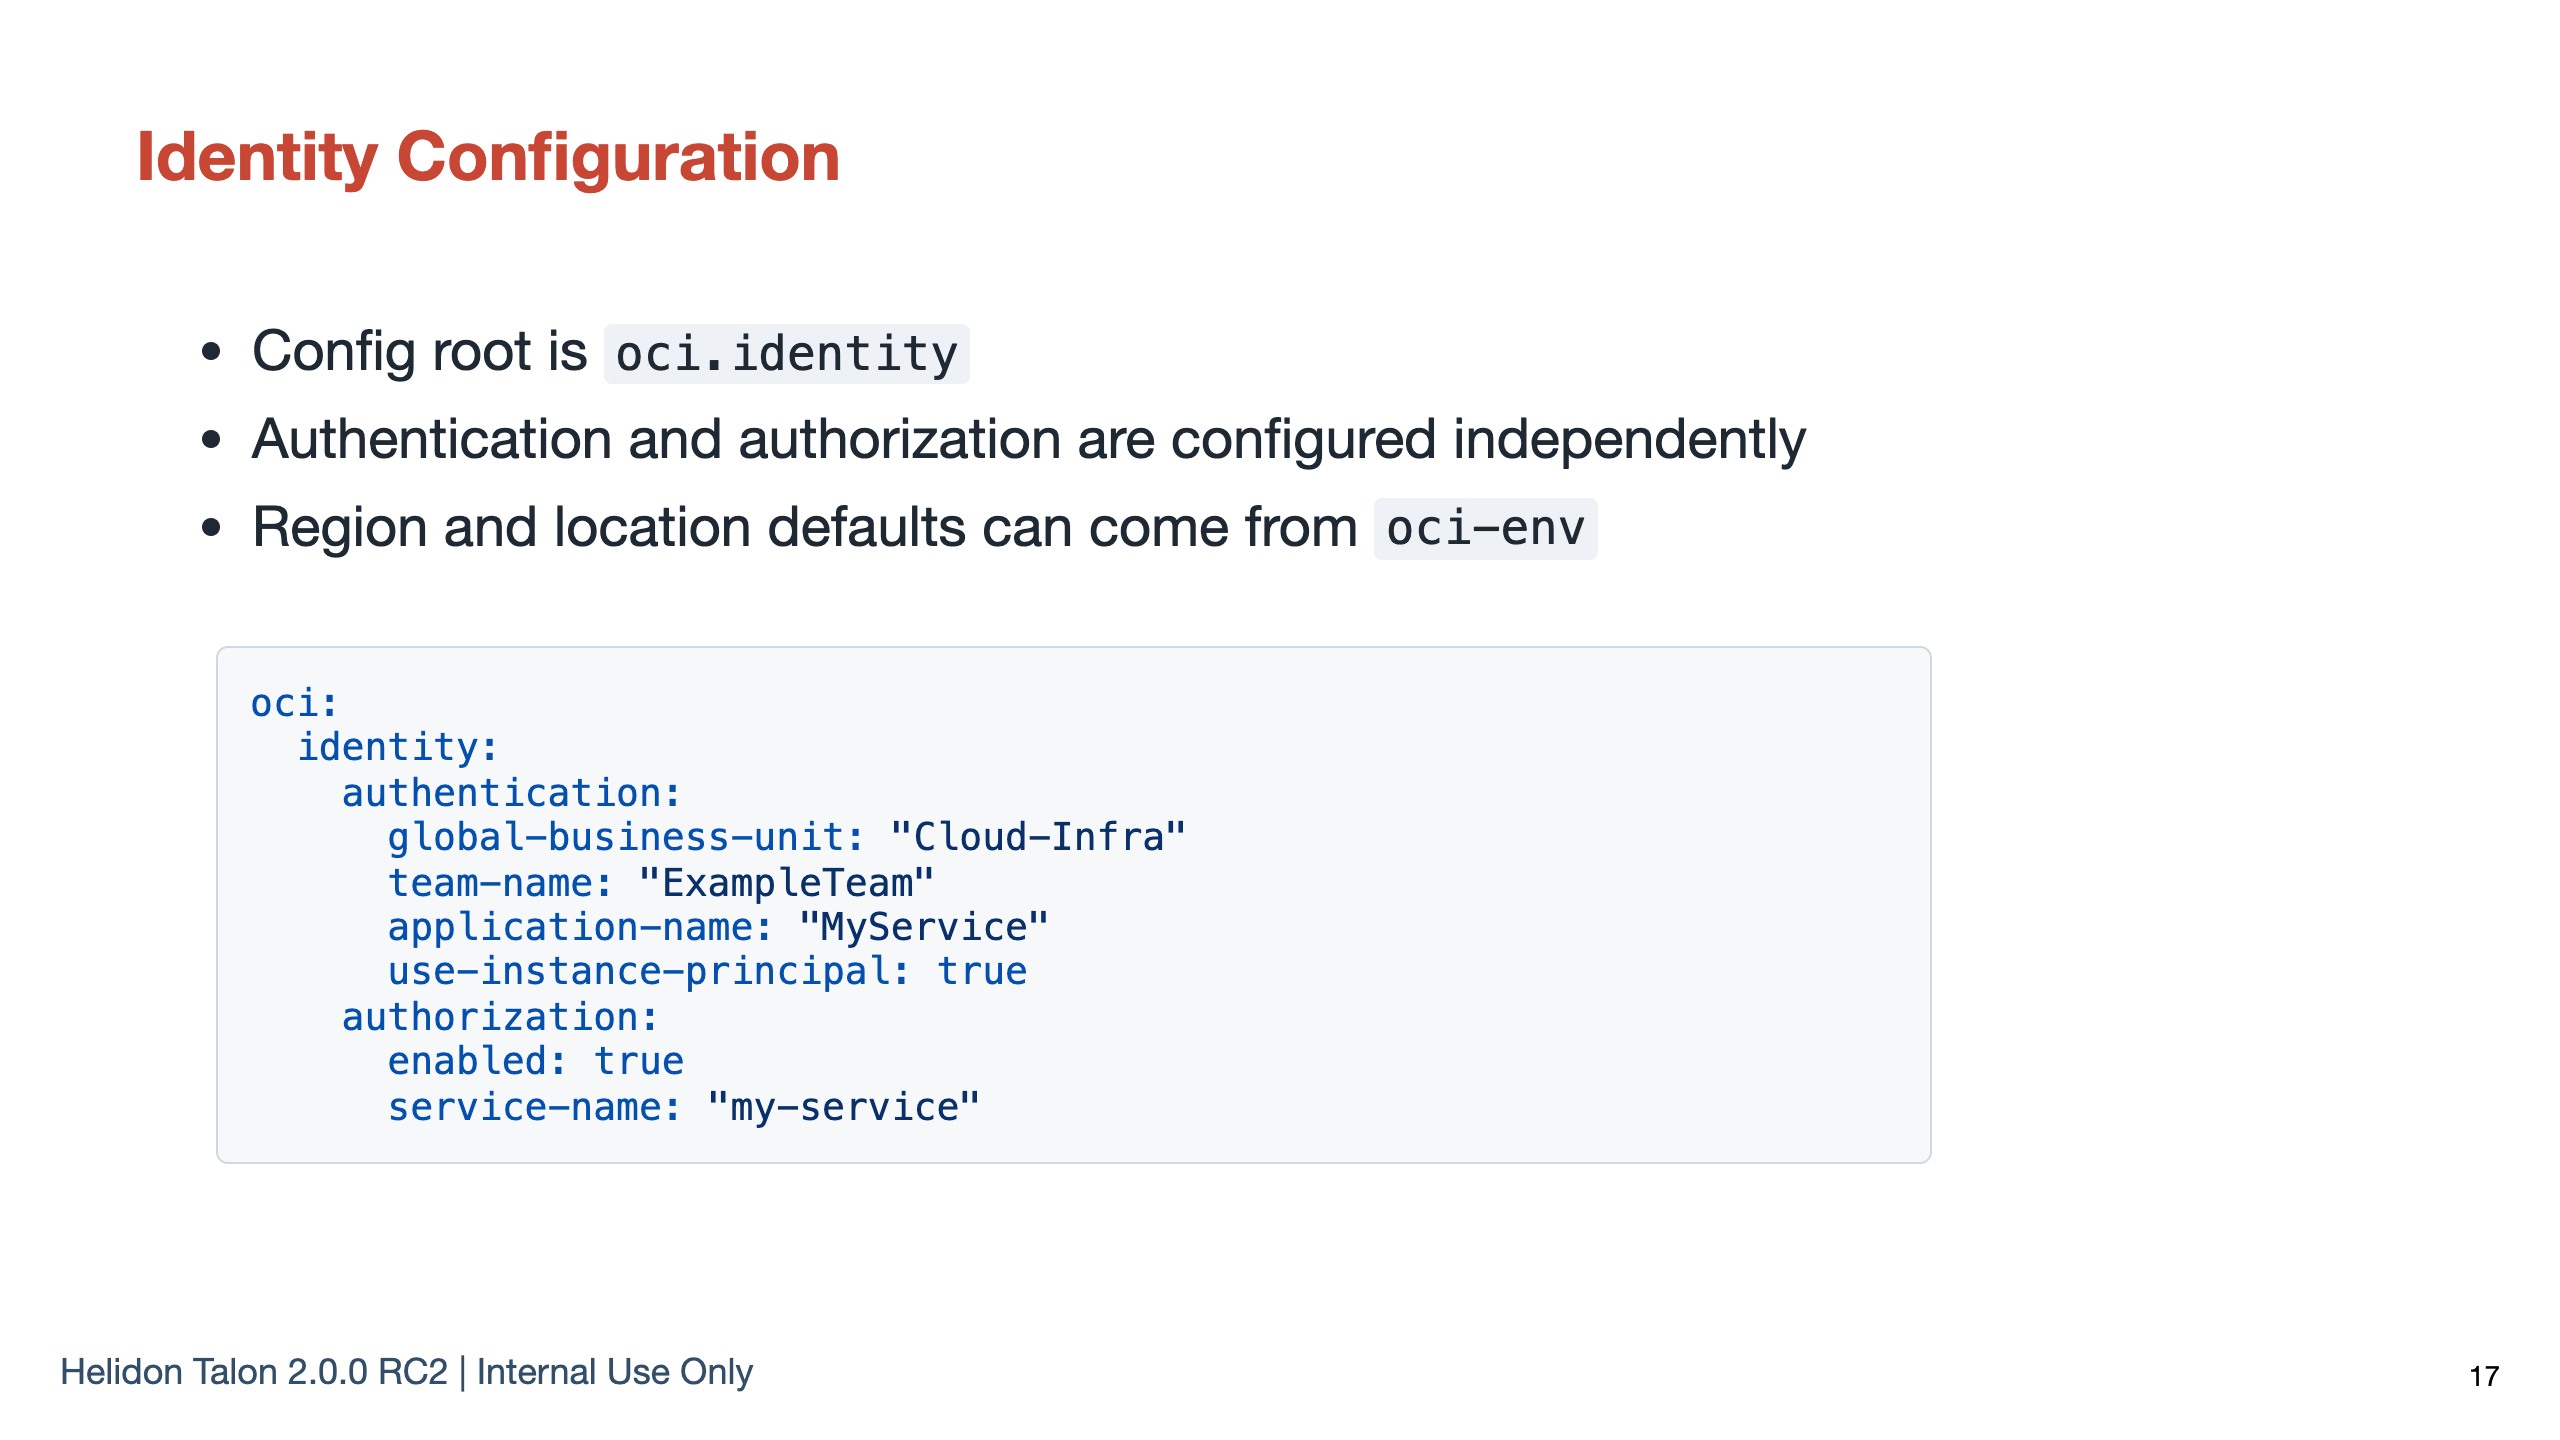 Identity Configuration
• Config root is oci.identity
• Authentication and authorization are configured independently
• Region and location defaults can come from oci-env
oci:
  identity:
    authentication:
      global-business-unit: "Cloud-Infra"
      team-name: "ExampleTeam"
      application-name: "MyService"
      use-instance-principal: true
    authorization:
      enabled: true
      service-name: "my-service"
Helidon Talon 2.0.0 RC2 | Internal Use Only
17